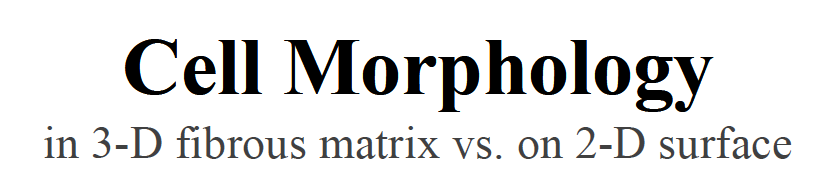 Cell Morphology
in 3-D fibrous matrix vs. on 2-D surface